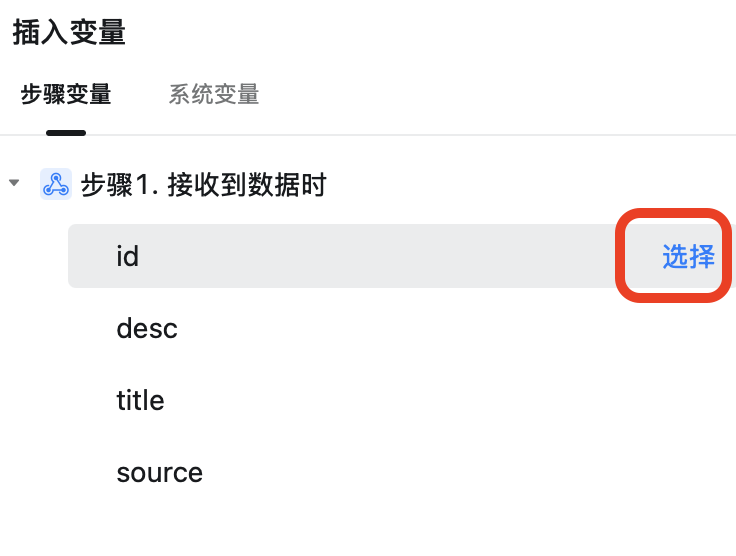 插入变量
步骤变量 系统变量
步骤1. 接收到数据时
id 选择
desc
title
source